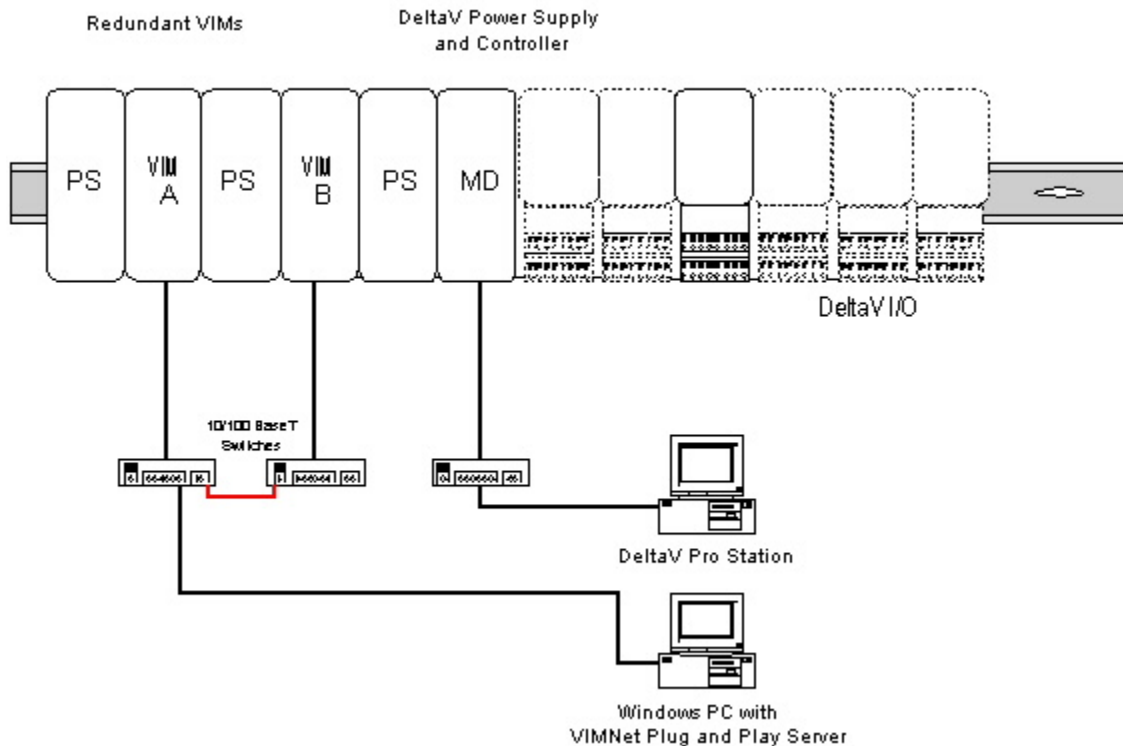 Redundant VIMs
DeltaV Power Supply
and Controller
PS
VIM
A
PS
VIM
B
PS
MD
DeltaV I/O
10/100 BaseT
Switches
DeltaV Pro Station
Windows PC with
VIMNet Plug and Play Server